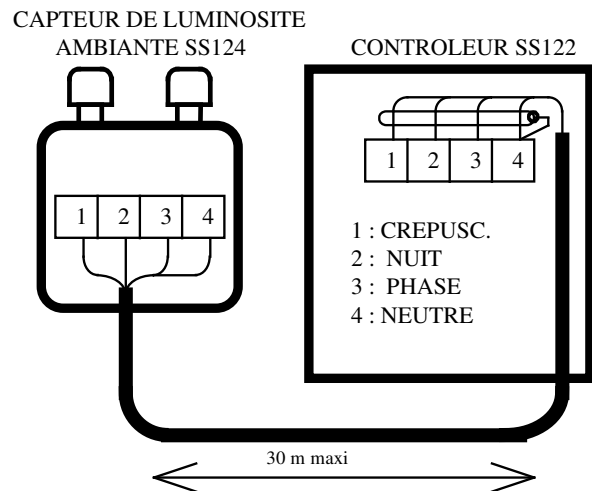 CAPTEUR DE LUMINOSITE
AMBIANTE SS124
CONTROLEUR SS122
1 2 3 4
1 2 3 4
1 : CREPUSC.
2 : NUIT
3 : PHASE
4 : NEUTRE
30 m maxi